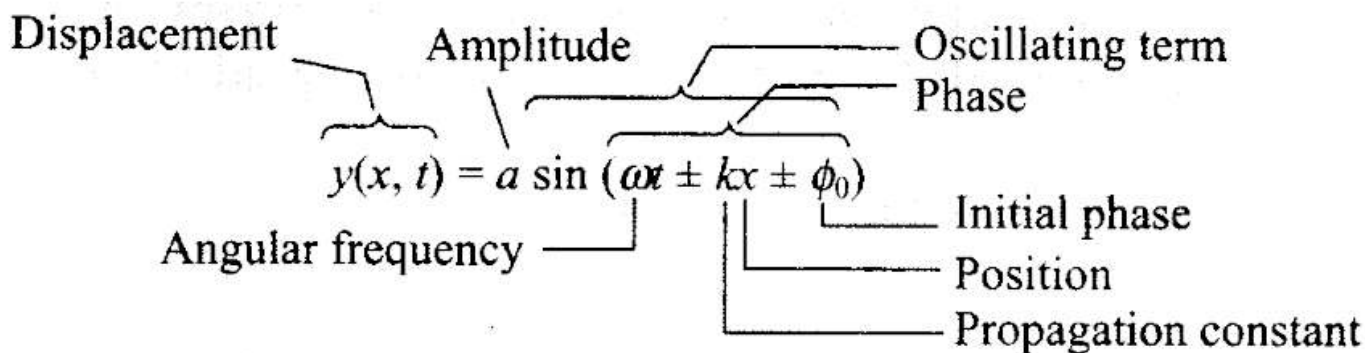 Displacement
Amplitude
Oscillating term
Phase
y(x, t) = a sin (ωt ± kx ± ϕ₀)
Initial phase
Angular frequency
Position
Propagation constant